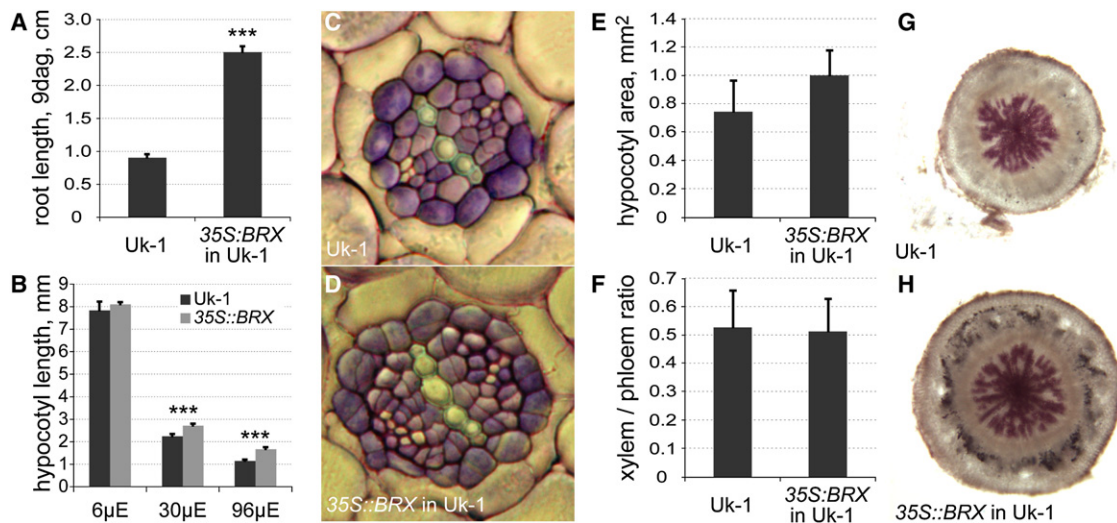 A
root length, 9dag, cm
3.0
2.5
2.0
1.5
1.0
0.5
0
***
Uk-1
35S:BRX
in Uk-1
B
hypocotyl length, mm
9
8
7
6
5
4
3
2
1
0
Uk-1
35S::BRX
***
***
6µE
30µE
96µE
C
Uk-1
D
35S::BRX in Uk-1
E
hypocotyl area, mm²
1.4
1.2
1.0
0.8
0.6
0.4
0.2
0
Uk-1
35S:BRX
in Uk-1
F
xylem / phloem ratio
0.7
0.6
0.5
0.4
0.3
0.2
0.1
0
Uk-1
35S:BRX
in Uk-1
G
Uk-1
H
35S::BRX in Uk-1